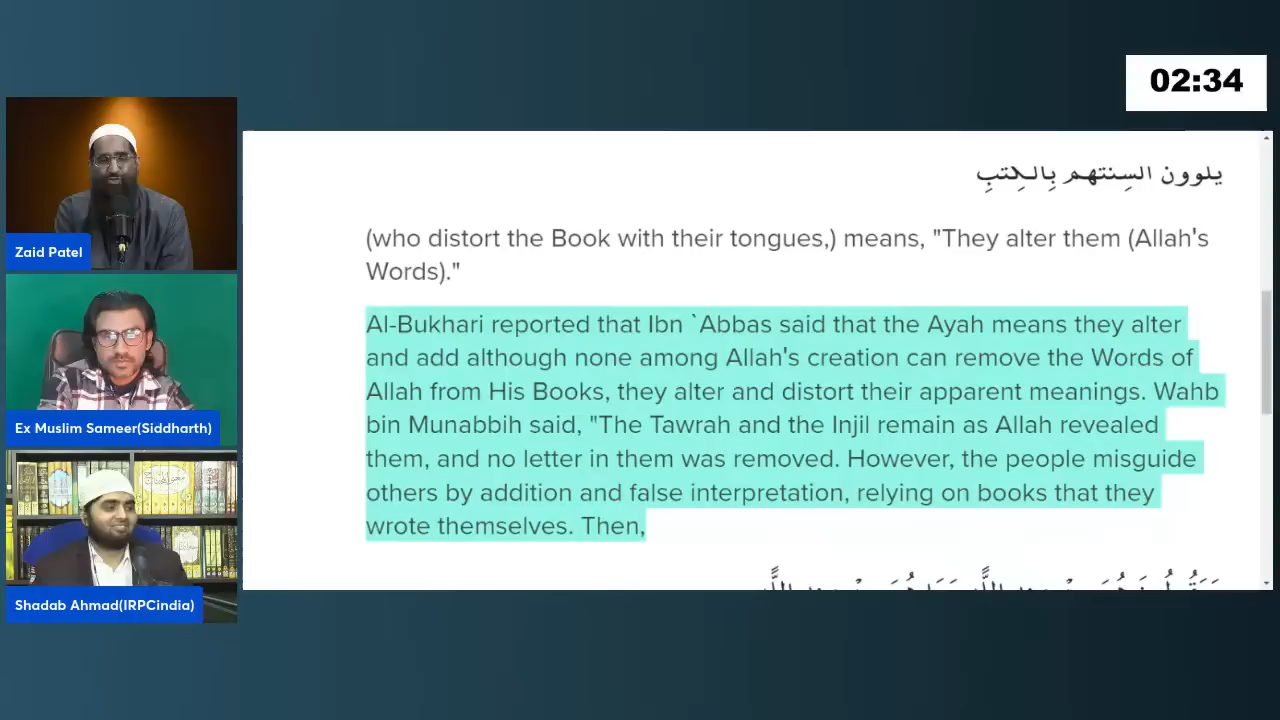 02:34
Zaid Patel
Ex Muslim Sameer(Siddharth)
Shadab Ahmad(IRPCindia)
يلوون السِنتهم بِالكِتبِ
(who distort the Book with their tongues,) means, "They alter them (Allah's
Words)."
Al-Bukhari reported that Ibn `Abbas said that the Ayah means they alter
and add although none among Allah's creation can remove the Words of
Allah from His Books, they alter and distort their apparent meanings. Wahb
bin Munabbih said, "The Tawrah and the Injil remain as Allah revealed
them, and no letter in them was removed. However, the people misguide
others by addition and false interpretation, relying on books that they
wrote themselves. Then,